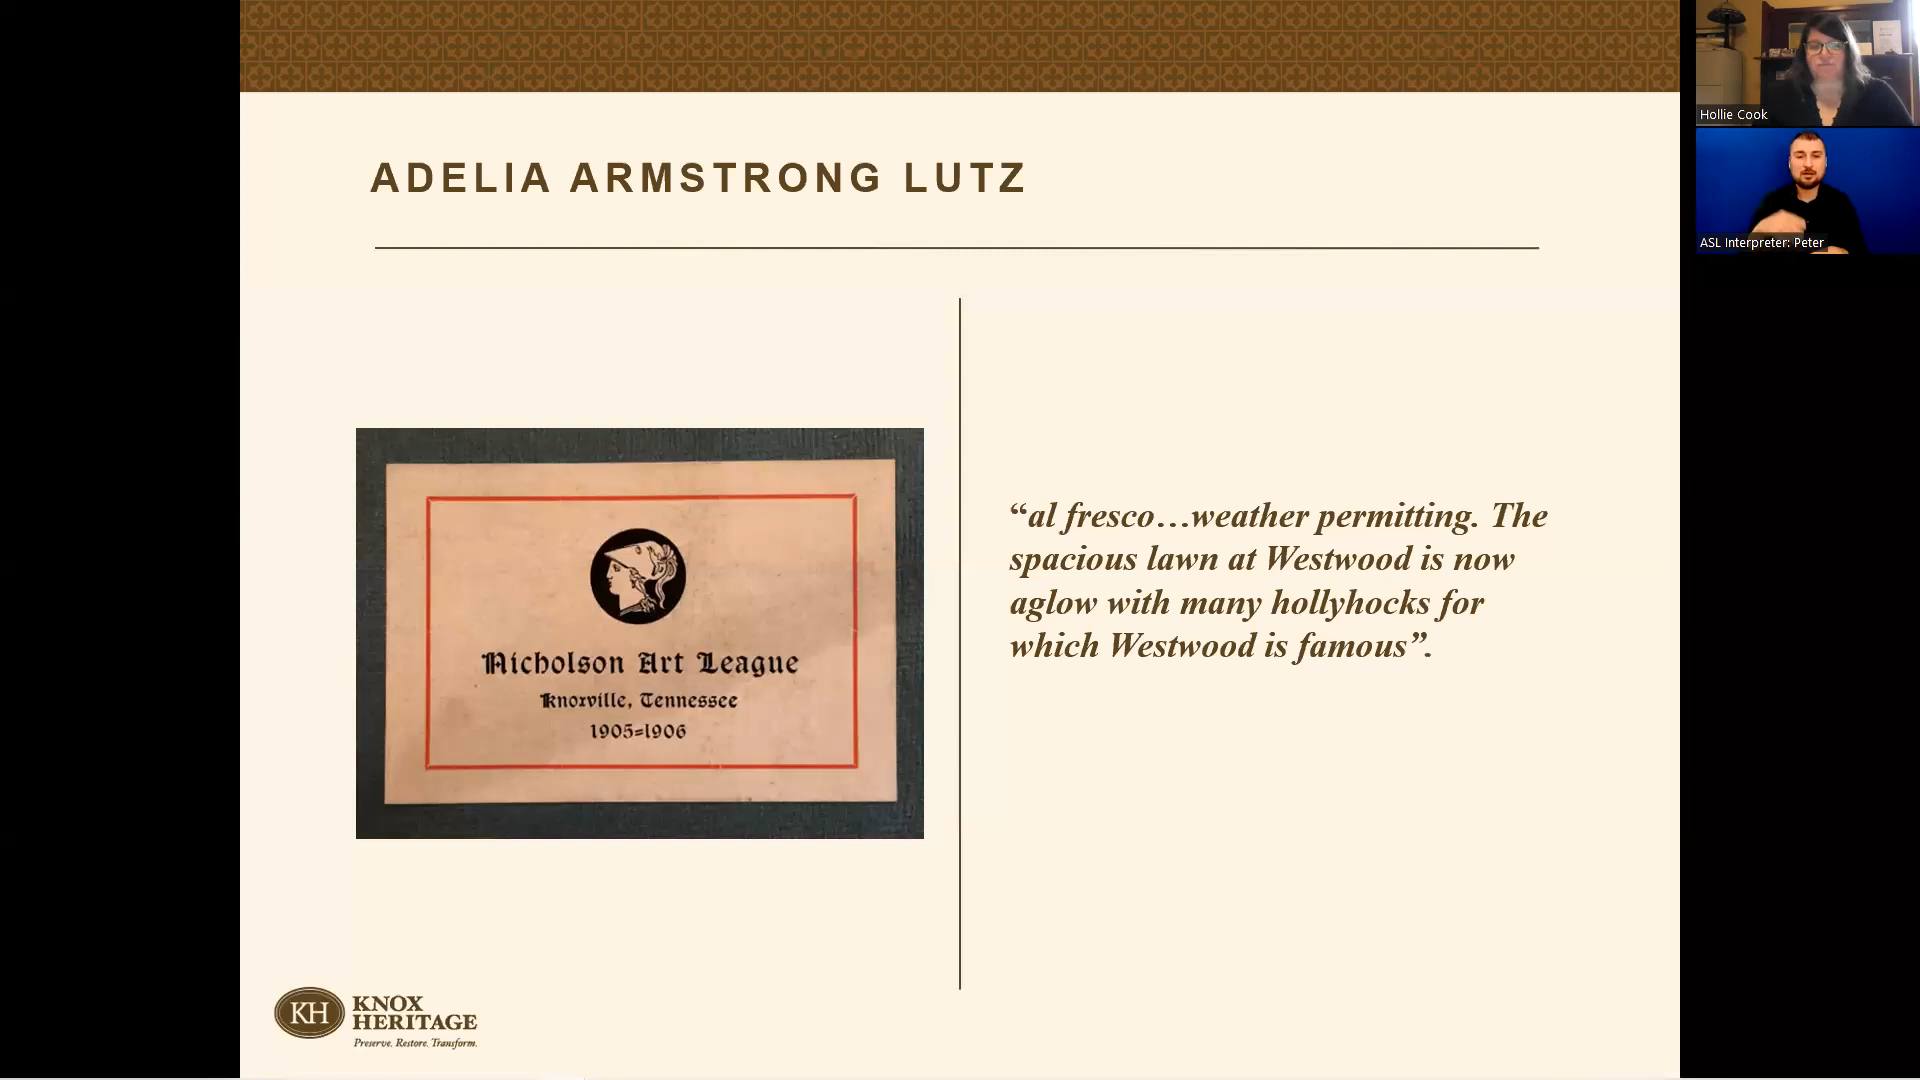 ADELIA ARMSTRONG LUTZ
Nicholson Art League
Knoxville, Tennessee
1905=1906
“al fresco…weather permitting. The
spacious lawn at Westwood is now
aglow with many hollyhocks for
which Westwood is famous”.
KH
KNOX
HERITAGE
Preserve. Restore. Transform.
Hollie Cook
ASL Interpreter: Peter